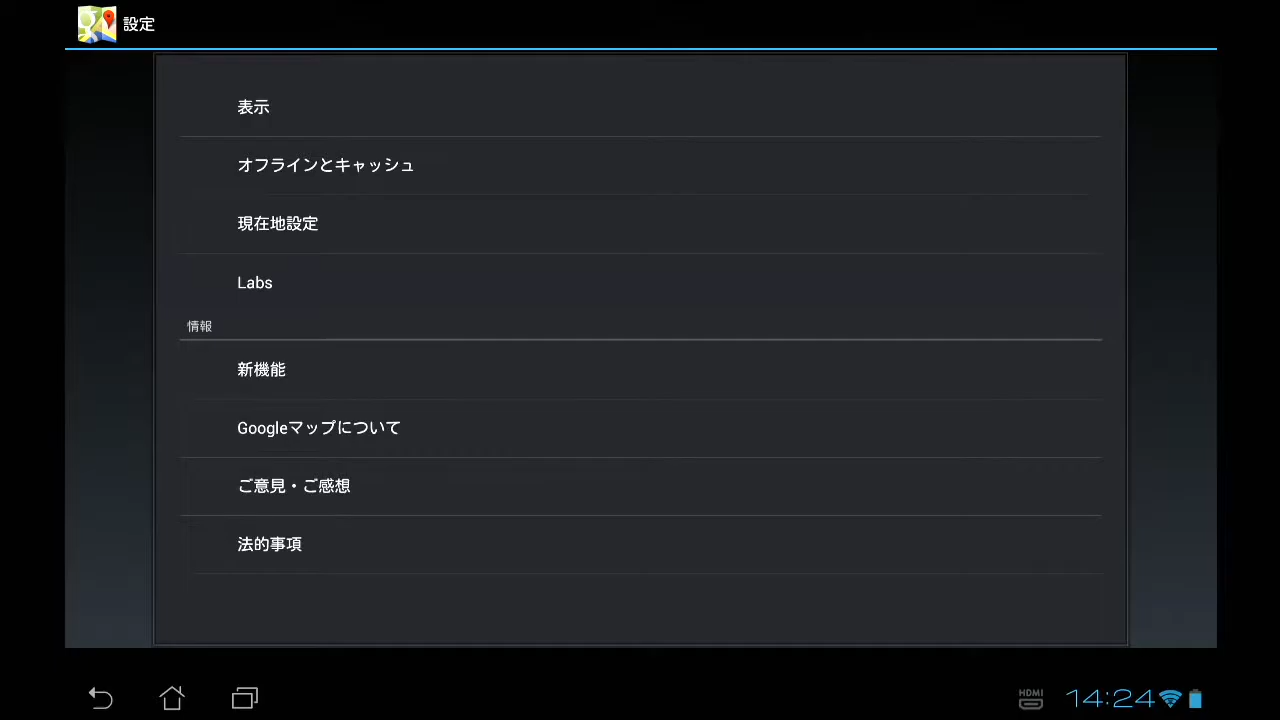 設定
表示
オフラインとキャッシュ
現在地設定
Labs
情報
新機能
Googleマップについて
ご意見・ご感想
法的事項
HDMI
14:24